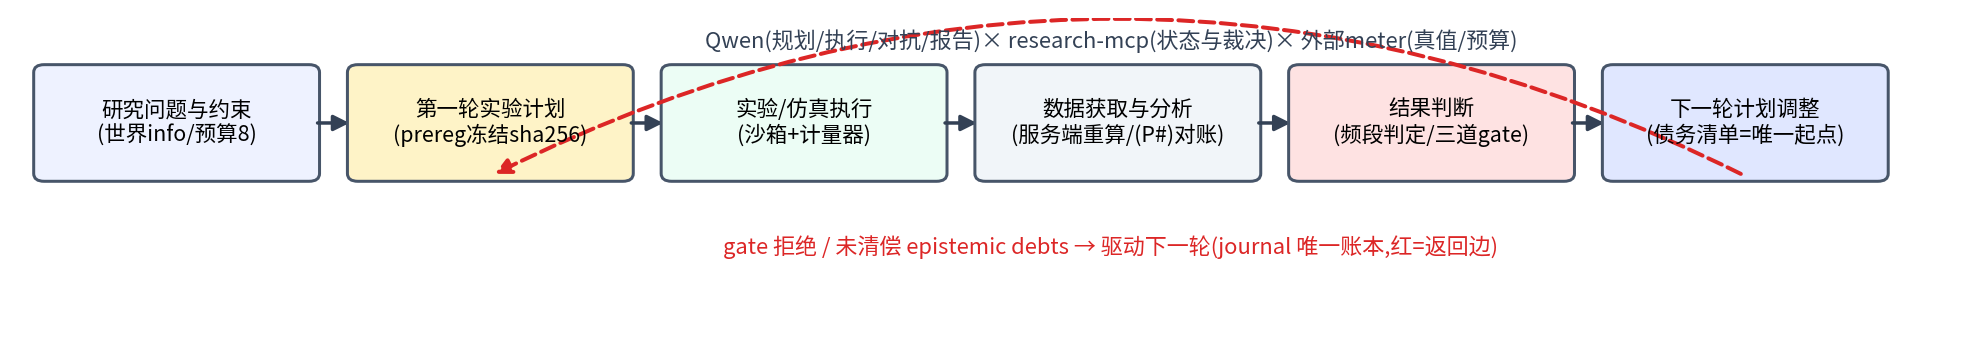 Qwen(规划/执行/对抗/报告)× research-mcp(状态与裁决)× 外部meter(真值/预算)
研究问题与约束
(世界info/预算8)
第一轮实验计划
(prereg冻结sha256)
实验/仿真执行
(沙箱+计量器)
数据获取与分析
(服务端重算/(P#)对账)
结果判断
(频段判定/三道gate)
下一轮计划调整
(债务清单=唯一起点)
gate 拒绝 / 未清偿 epistemic debts → 驱动下一轮(journal 唯一账本,红=返回边)